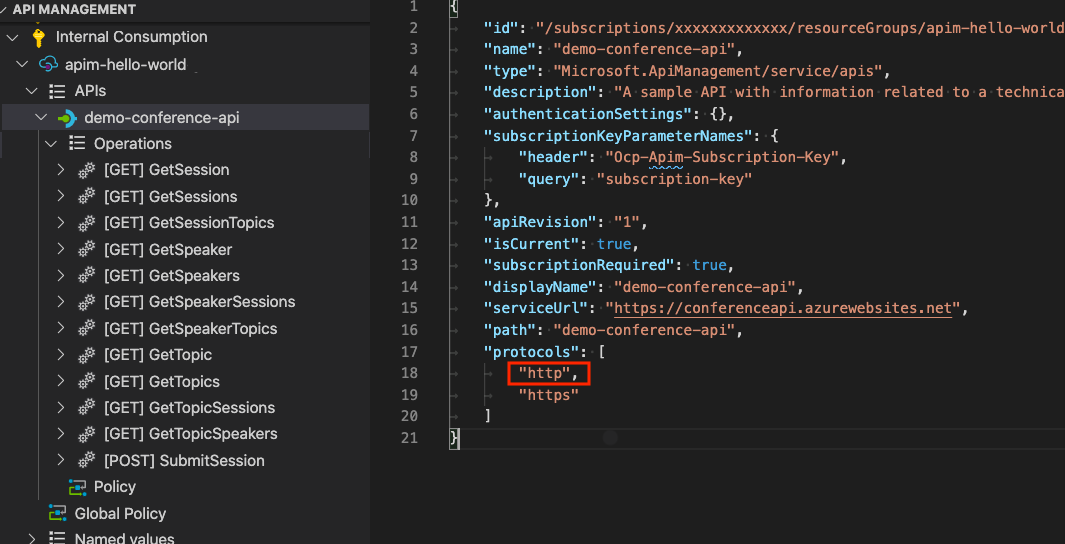 API MANAGEMENT
Internal Consumption
apim-hello-world
APIs
demo-conference-api
Operations
[GET] GetSession
[GET] GetSessions
[GET] GetSessionTopics
[GET] GetSpeaker
[GET] GetSpeakers
[GET] GetSpeakerSessions
[GET] GetSpeakerTopics
[GET] GetTopic
[GET] GetTopics
[GET] GetTopicSessions
[GET] GetTopicSpeakers
[POST] SubmitSession
Policy
Global Policy
Named values
1 {
2 "id": "/subscriptions/xxxxxxxxxxxxx/resourceGroups/apim-hello-world
3 "name": "demo-conference-api",
4 "type": "Microsoft.ApiManagement/service/apis",
5 "description": "A sample API with information related to a technica
6 "authenticationSettings": {},
7 "subscriptionKeyParameterNames": {
8 "header": "Ocp-Apim-Subscription-Key",
9 "query": "subscription-key"
10 },
11 "apiRevision": "1",
12 "isCurrent": true,
13 "subscriptionRequired": true,
14 "displayName": "demo-conference-api",
15 "serviceUrl": "https://conferenceapi.azurewebsites.net",
16 "path": "demo-conference-api",
17 "protocols": [
18 "http",
19 "https"
20 ]
21 }